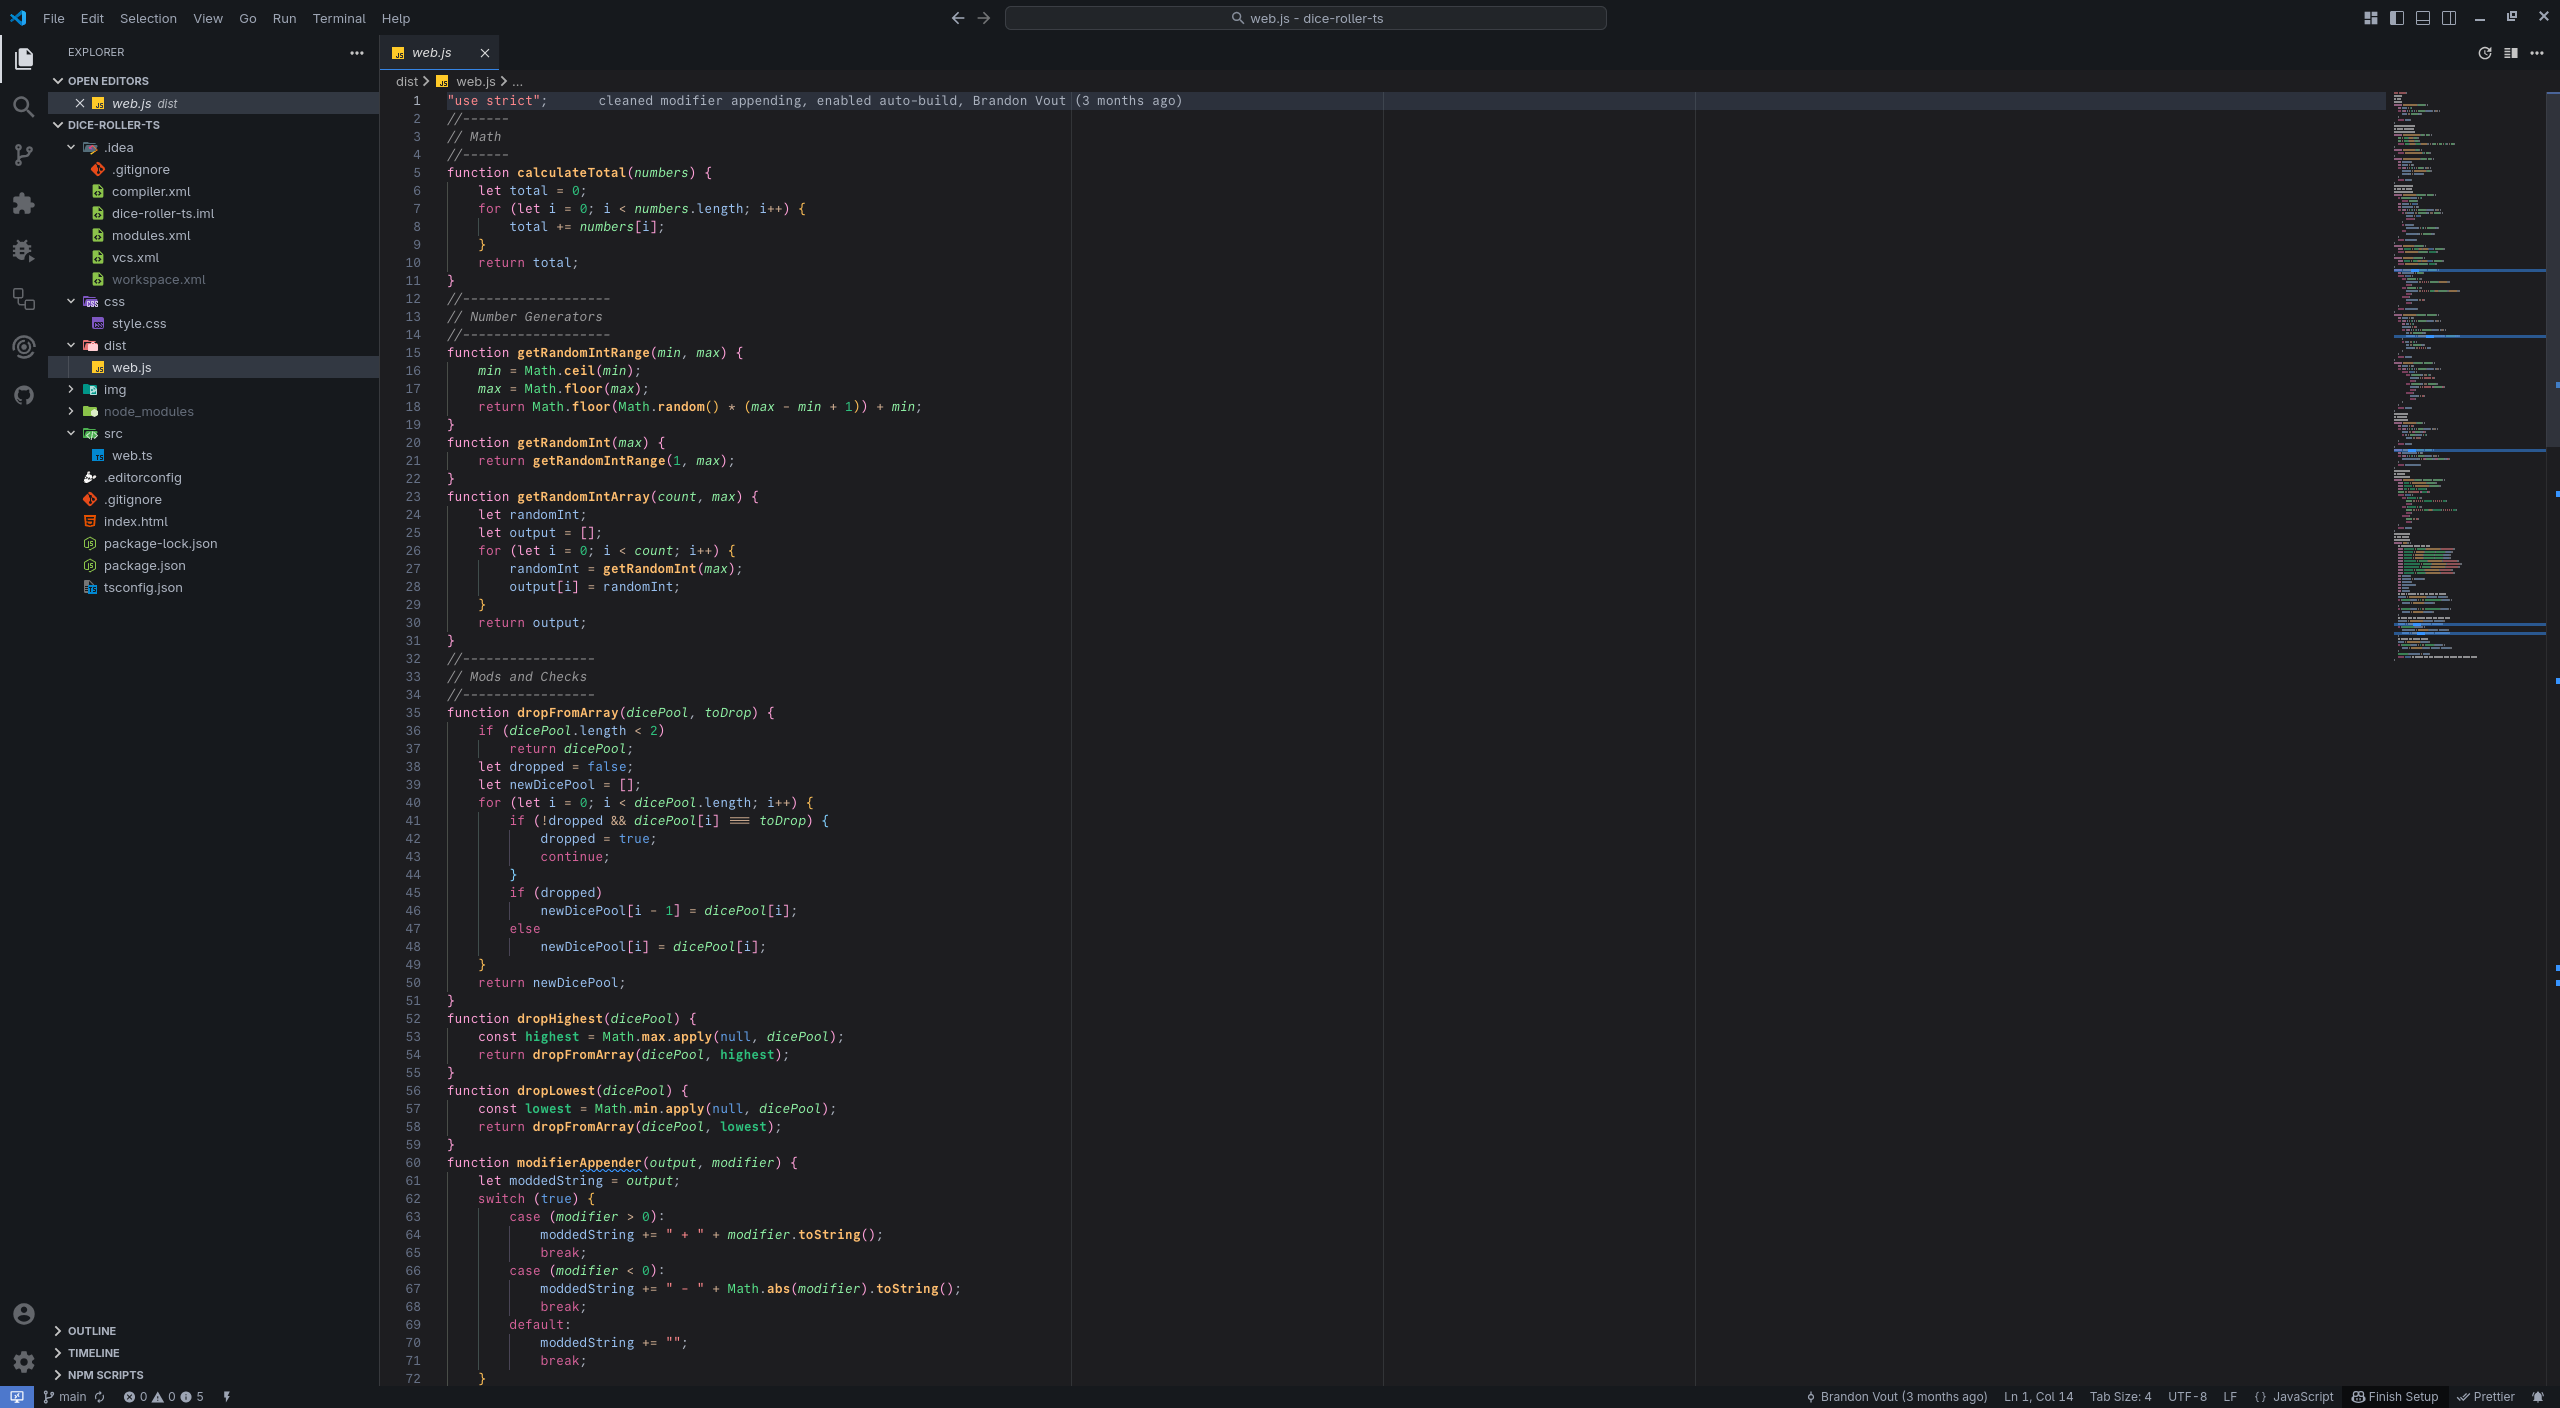 File Edit Selection View Go Run Terminal Help
web.js - dice-roller-ts
EXPLORER
OPEN EDITORS
web.js dist
DICE-ROLLER-TS
.idea
.gitignore
compiler.xml
dice-roller-ts.iml
modules.xml
vcs.xml
workspace.xml
css
style.css
dist
web.js
img
node_modules
src
web.ts
.editorconfig
.gitignore
index.html
package-lock.json
package.json
tsconfig.json
OUTLINE
TIMELINE
NPM SCRIPTS
web.js
dist > web.js > ...
1 "use strict"; cleaned modifier appending, enabled auto-build, Brandon Vout (3 months ago)
2 //------
3 // Math
4 //------
5 function calculateTotal(numbers) {
6 let total = 0;
7 for (let i = 0; i < numbers.length; i++) {
8 total += numbers[i];
9 }
10 return total;
11 }
12 //-------------------
13 // Number Generators
14 //-------------------
15 function getRandomIntRange(min, max) {
16 min = Math.ceil(min);
17 max = Math.floor(max);
18 return Math.floor(Math.random() * (max - min + 1)) + min;
19 }
20 function getRandomInt(max) {
21 return getRandomIntRange(1, max);
22 }
23 function getRandomIntArray(count, max) {
24 let randomInt;
25 let output = [];
26 for (let i = 0; i < count; i++) {
27 randomInt = getRandomInt(max);
28 output[i] = randomInt;
29 }
30 return output;
31 }
32 //-----------------
33 // Mods and Checks
34 //-----------------
35 function dropFromArray(dicePool, toDrop) {
36 if (dicePool.length < 2)
37 return dicePool;
38 let dropped = false;
39 let newDicePool = [];
40 for (let i = 0; i < dicePool.length; i++) {
41 if (!dropped && dicePool[i] === toDrop) {
42 dropped = true;
43 continue;
44 }
45 if (dropped)
46 newDicePool[i - 1] = dicePool[i];
47 else
48 newDicePool[i] = dicePool[i];
49 }
50 return newDicePool;
51 }
52 function dropHighest(dicePool) {
53 const highest = Math.max.apply(null, dicePool);
54 return dropFromArray(dicePool, highest);
55 }
56 function dropLowest(dicePool) {
57 const lowest = Math.min.apply(null, dicePool);
58 return dropFromArray(dicePool, lowest);
59 }
60 function modifierAppender(output, modifier) {
61 let moddedString = output;
62 switch (true) {
63 case (modifier > 0):
64 moddedString += " + " + modifier.toString();
65 break;
66 case (modifier < 0):
67 moddedString += " - " + Math.abs(modifier).toString();
68 break;
69 default:
70 moddedString += "";
71 break;
72 }
main 0 0 5 Brandon Vout (3 months ago) Ln 1, Col 14 Tab Size: 4 UTF-8 LF {} JavaScript Finish Setup Prettier